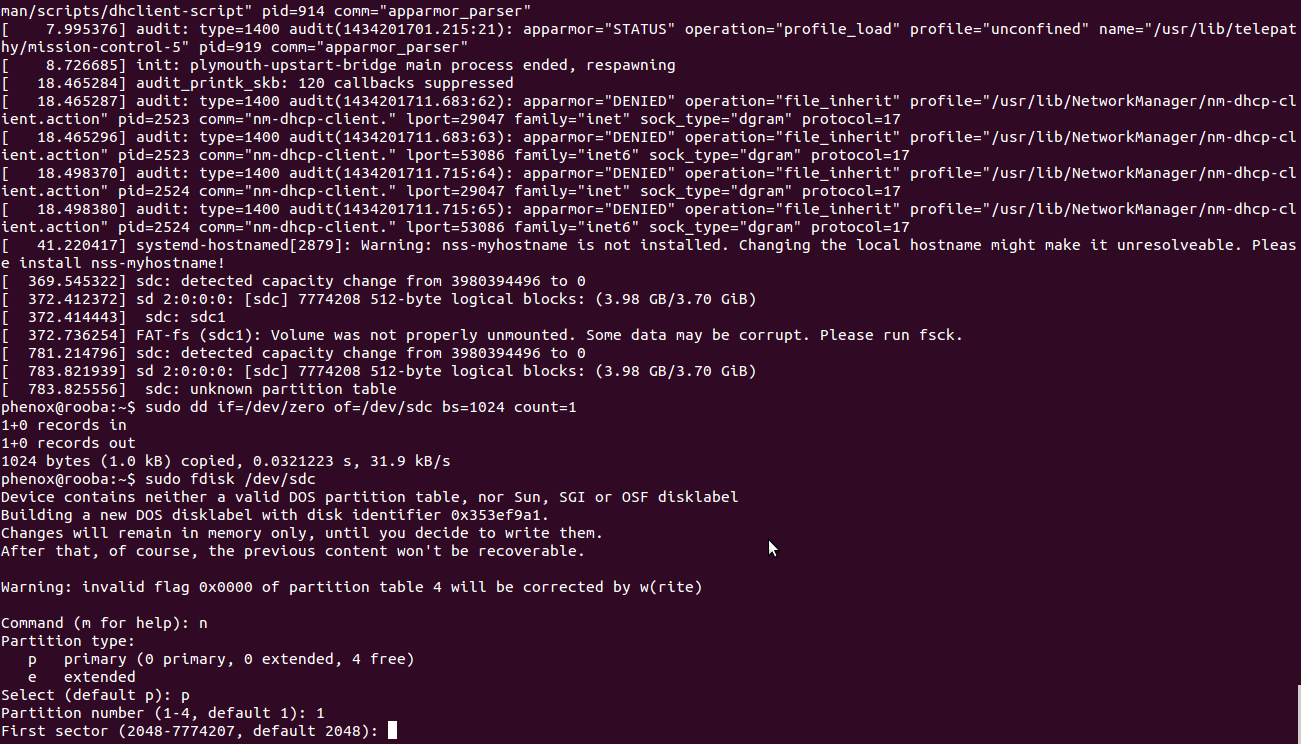 man/scripts/dhclient-script" pid=914 comm="apparmor_parser"
[    7.995376] audit: type=1400 audit(1434201701.215:21): apparmor="STATUS" operation="profile_load" profile="unconfined" name="/usr/lib/telepat
hy/mission-control-5" pid=919 comm="apparmor_parser"
[    8.726685] init: plymouth-upstart-bridge main process ended, respawning
[   18.465284] audit_printk_skb: 120 callbacks suppressed
[   18.465287] audit: type=1400 audit(1434201711.683:62): apparmor="DENIED" operation="file_inherit" profile="/usr/lib/NetworkManager/nm-dhcp-cl
ient.action" pid=2523 comm="nm-dhcp-client." lport=29047 family="inet" sock_type="dgram" protocol=17
[   18.465296] audit: type=1400 audit(1434201711.683:63): apparmor="DENIED" operation="file_inherit" profile="/usr/lib/NetworkManager/nm-dhcp-cl
ient.action" pid=2523 comm="nm-dhcp-client." lport=53086 family="inet6" sock_type="dgram" protocol=17
[   18.498370] audit: type=1400 audit(1434201711.715:64): apparmor="DENIED" operation="file_inherit" profile="/usr/lib/NetworkManager/nm-dhcp-cl
ient.action" pid=2524 comm="nm-dhcp-client." lport=29047 family="inet" sock_type="dgram" protocol=17
[   18.498380] audit: type=1400 audit(1434201711.715:65): apparmor="DENIED" operation="file_inherit" profile="/usr/lib/NetworkManager/nm-dhcp-cl
ient.action" pid=2524 comm="nm-dhcp-client." lport=53086 family="inet6" sock_type="dgram" protocol=17
[   41.220417] systemd-hostnamed[2879]: Warning: nss-myhostname is not installed. Changing the local hostname might make it unresolveable. Pleas
e install nss-myhostname!
[  369.545322] sdc: detected capacity change from 3980394496 to 0
[  372.412372] sd 2:0:0:0: [sdc] 7774208 512-byte logical blocks: (3.98 GB/3.70 GiB)
[  372.414443]  sdc: sdc1
[  372.736254] FAT-fs (sdc1): Volume was not properly unmounted. Some data may be corrupt. Please run fsck.
[  781.214796] sdc: detected capacity change from 3980394496 to 0
[  783.821939] sd 2:0:0:0: [sdc] 7774208 512-byte logical blocks: (3.98 GB/3.70 GiB)
[  783.825556]  sdc: unknown partition table
phenox@rooba:~$ sudo dd if=/dev/zero of=/dev/sdc bs=1024 count=1
1+0 records in
1+0 records out
1024 bytes (1.0 kB) copied, 0.0321223 s, 31.9 kB/s
phenox@rooba:~$ sudo fdisk /dev/sdc
Device contains neither a valid DOS partition table, nor Sun, SGI or OSF disklabel
Building a new DOS disklabel with disk identifier 0x353ef9a1.
Changes will remain in memory only, until you decide to write them.
After that, of course, the previous content won't be recoverable.

Warning: invalid flag 0x0000 of partition table 4 will be corrected by w(rite)

Command (m for help): n
Partition type:
   p   primary (0 primary, 0 extended, 4 free)
   e   extended
Select (default p): p
Partition number (1-4, default 1): 1
First sector (2048-7774207, default 2048):